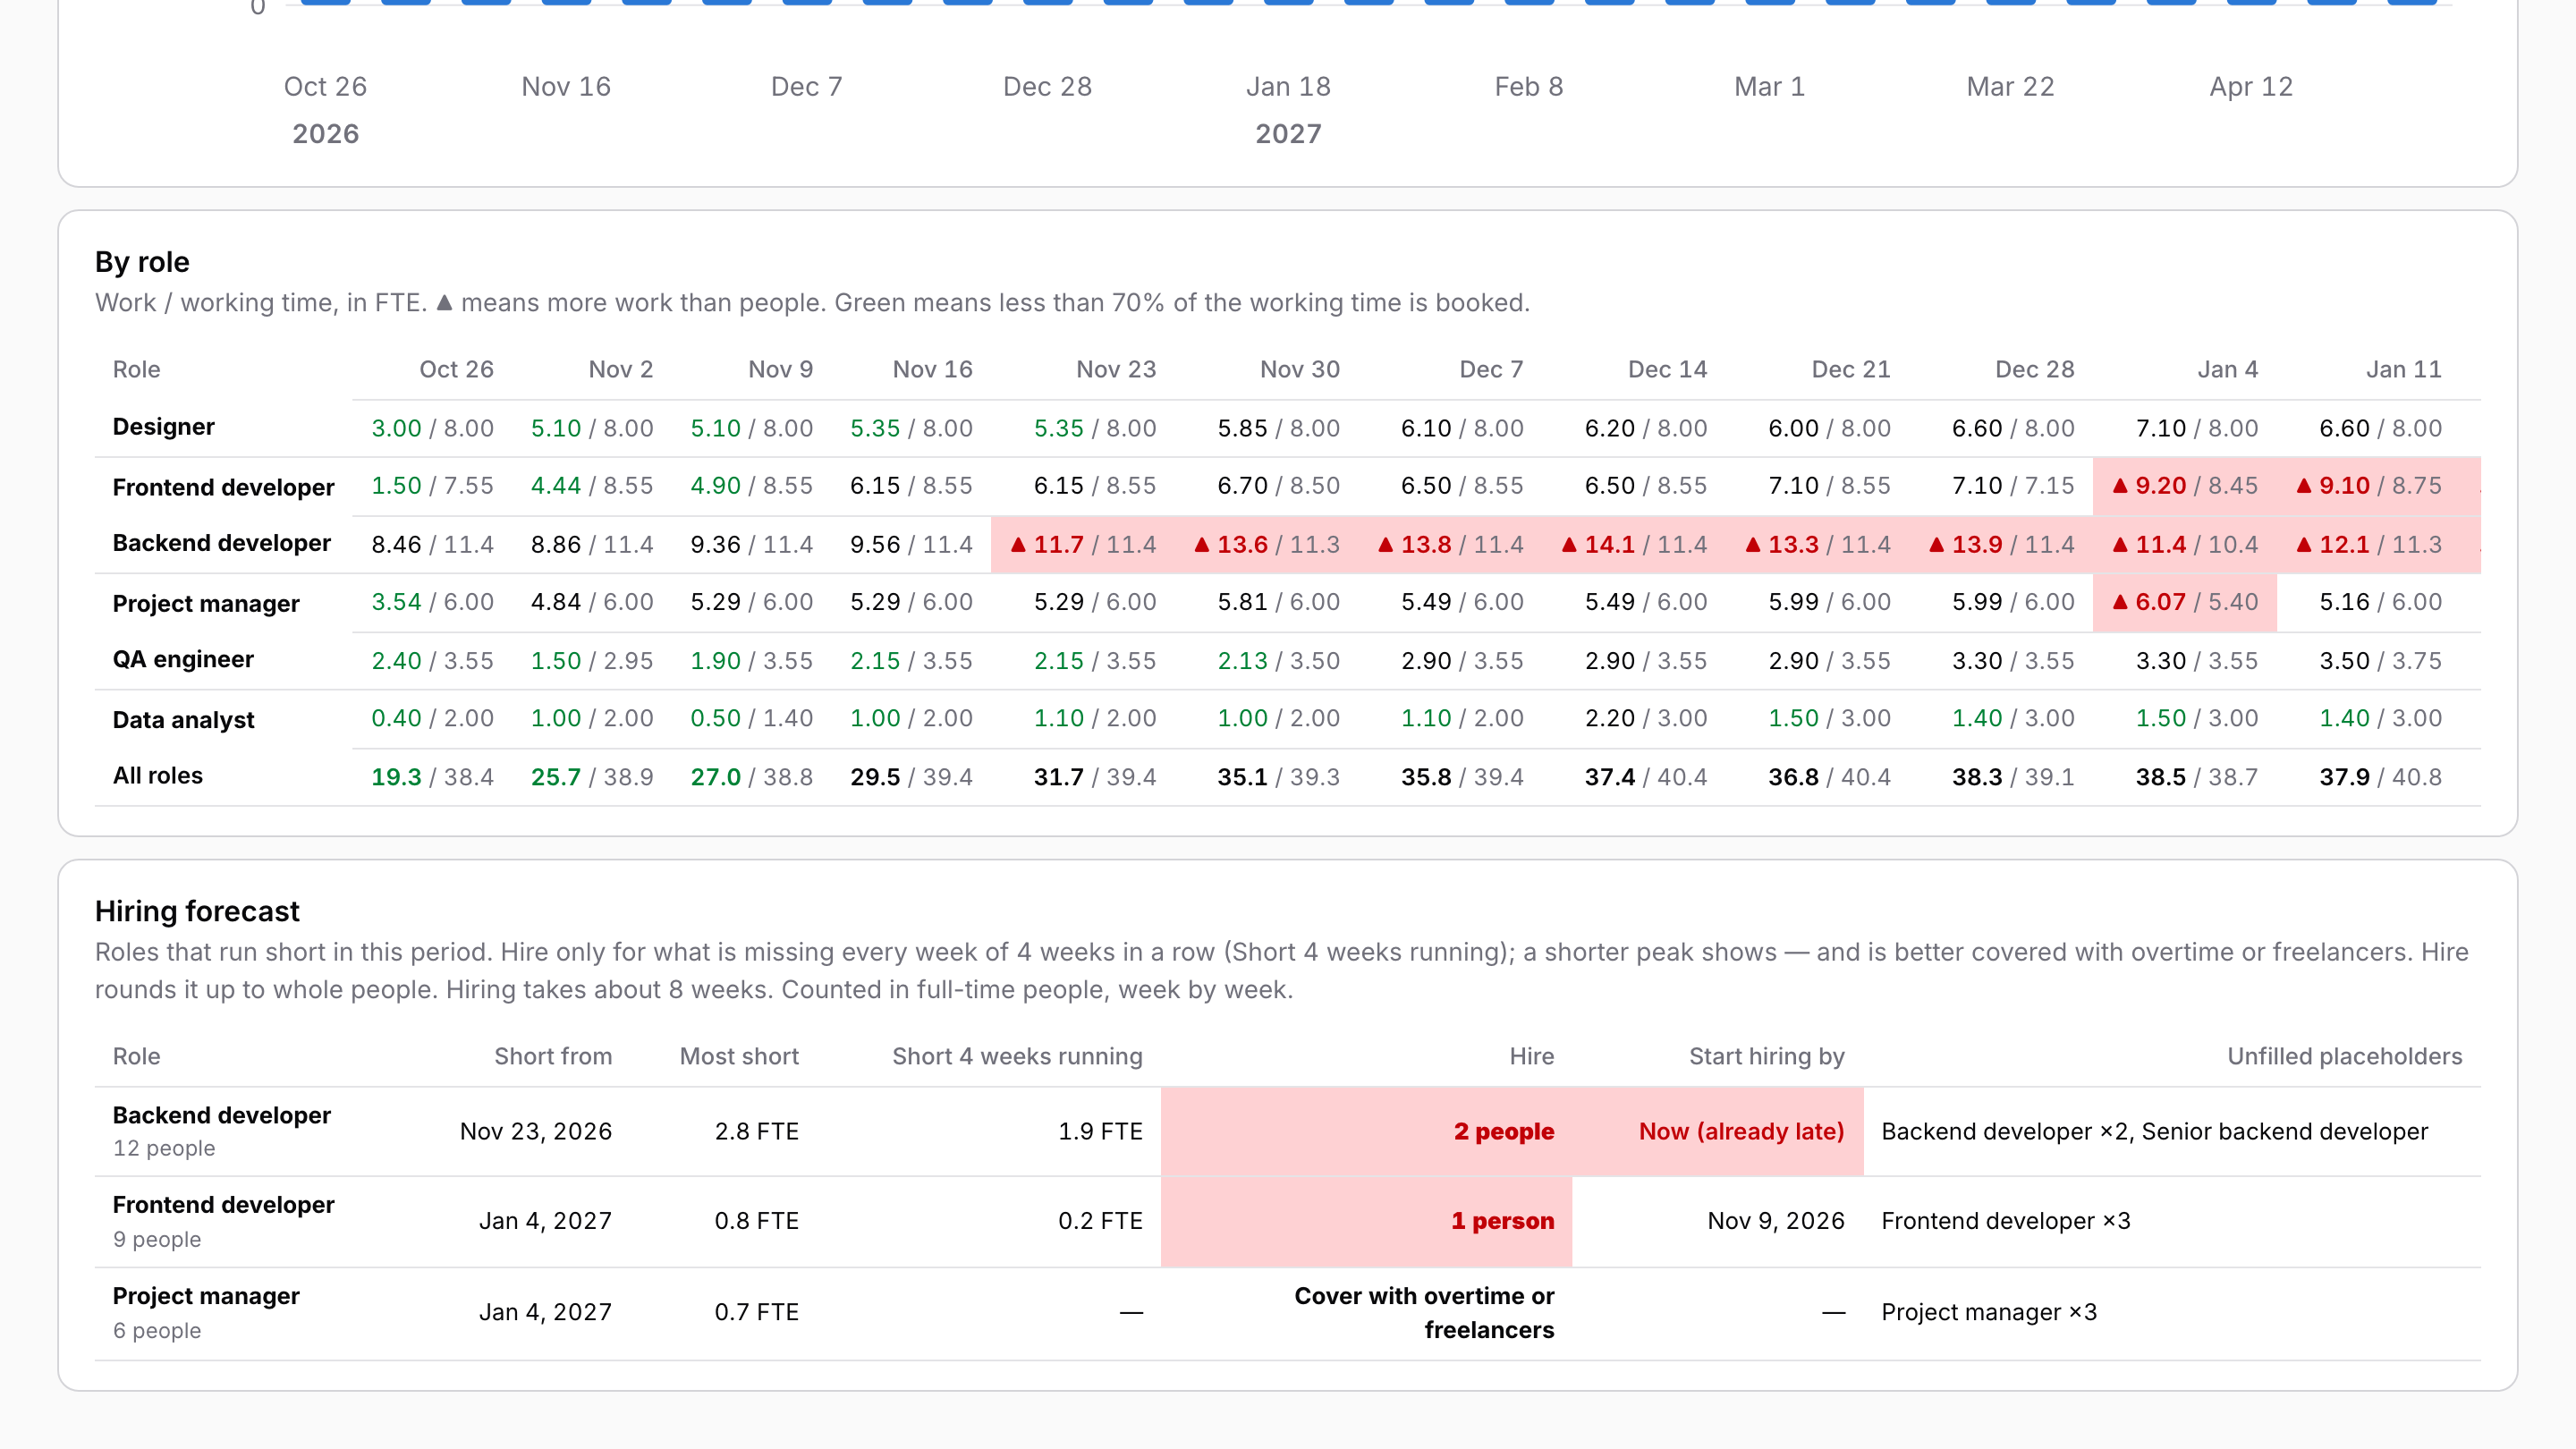 0
Oct 26 Nov 16 Dec 7 Dec 28 Jan 18 Feb 8 Mar 1 Mar 22 Apr 12
2026 2027
By role
Work / working time, in FTE. ▲ means more work than people. Green means less than 70% of the working time is booked.
Role Oct 26 Nov 2 Nov 9 Nov 16 Nov 23 Nov 30 Dec 7 Dec 14 Dec 21 Dec 28 Jan 4 Jan 11
Designer 3.00 / 8.00 5.10 / 8.00 5.10 / 8.00 5.35 / 8.00 5.35 / 8.00 5.85 / 8.00 6.10 / 8.00 6.20 / 8.00 6.00 / 8.00 6.60 / 8.00 7.10 / 8.00 6.60 / 8.00
Frontend developer 1.50 / 7.55 4.44 / 8.55 4.90 / 8.55 6.15 / 8.55 6.15 / 8.55 6.70 / 8.50 6.50 / 8.55 6.50 / 8.55 7.10 / 8.55 7.10 / 7.15 ▲ 9.20 / 8.45 ▲ 9.10 / 8.75
Backend developer 8.46 / 11.4 8.86 / 11.4 9.36 / 11.4 9.56 / 11.4 ▲ 11.7 / 11.4 ▲ 13.6 / 11.3 ▲ 13.8 / 11.4 ▲ 14.1 / 11.4 ▲ 13.3 / 11.4 ▲ 13.9 / 11.4 ▲ 11.4 / 10.4 ▲ 12.1 / 11.3
Project manager 3.54 / 6.00 4.84 / 6.00 5.29 / 6.00 5.29 / 6.00 5.29 / 6.00 5.81 / 6.00 5.49 / 6.00 5.49 / 6.00 5.99 / 6.00 5.99 / 6.00 ▲ 6.07 / 5.40 5.16 / 6.00
QA engineer 2.40 / 3.55 1.50 / 2.95 1.90 / 3.55 2.15 / 3.55 2.15 / 3.55 2.13 / 3.50 2.90 / 3.55 2.90 / 3.55 2.90 / 3.55 3.30 / 3.55 3.30 / 3.55 3.50 / 3.75
Data analyst 0.40 / 2.00 1.00 / 2.00 0.50 / 1.40 1.00 / 2.00 1.10 / 2.00 1.00 / 2.00 1.10 / 2.00 2.20 / 3.00 1.50 / 3.00 1.40 / 3.00 1.50 / 3.00 1.40 / 3.00
All roles 19.3 / 38.4 25.7 / 38.9 27.0 / 38.8 29.5 / 39.4 31.7 / 39.4 35.1 / 39.3 35.8 / 39.4 37.4 / 40.4 36.8 / 40.4 38.3 / 39.1 38.5 / 38.7 37.9 / 40.8
Hiring forecast
Roles that run short in this period. Hire only for what is missing every week of 4 weeks in a row (Short 4 weeks running); a shorter peak shows — and is better covered with overtime or freelancers. Hire
rounds it up to whole people. Hiring takes about 8 weeks. Counted in full-time people, week by week.
Role Short from Most short Short 4 weeks running Hire Start hiring by Unfilled placeholders
Backend developer
12 people
Nov 23, 2026 2.8 FTE 1.9 FTE 2 people Now (already late) Backend developer ×2, Senior backend developer
Frontend developer
9 people
Jan 4, 2027 0.8 FTE 0.2 FTE 1 person Nov 9, 2026 Frontend developer ×3
Project manager
6 people
Jan 4, 2027 0.7 FTE — Cover with overtime or
freelancers
— Project manager ×3